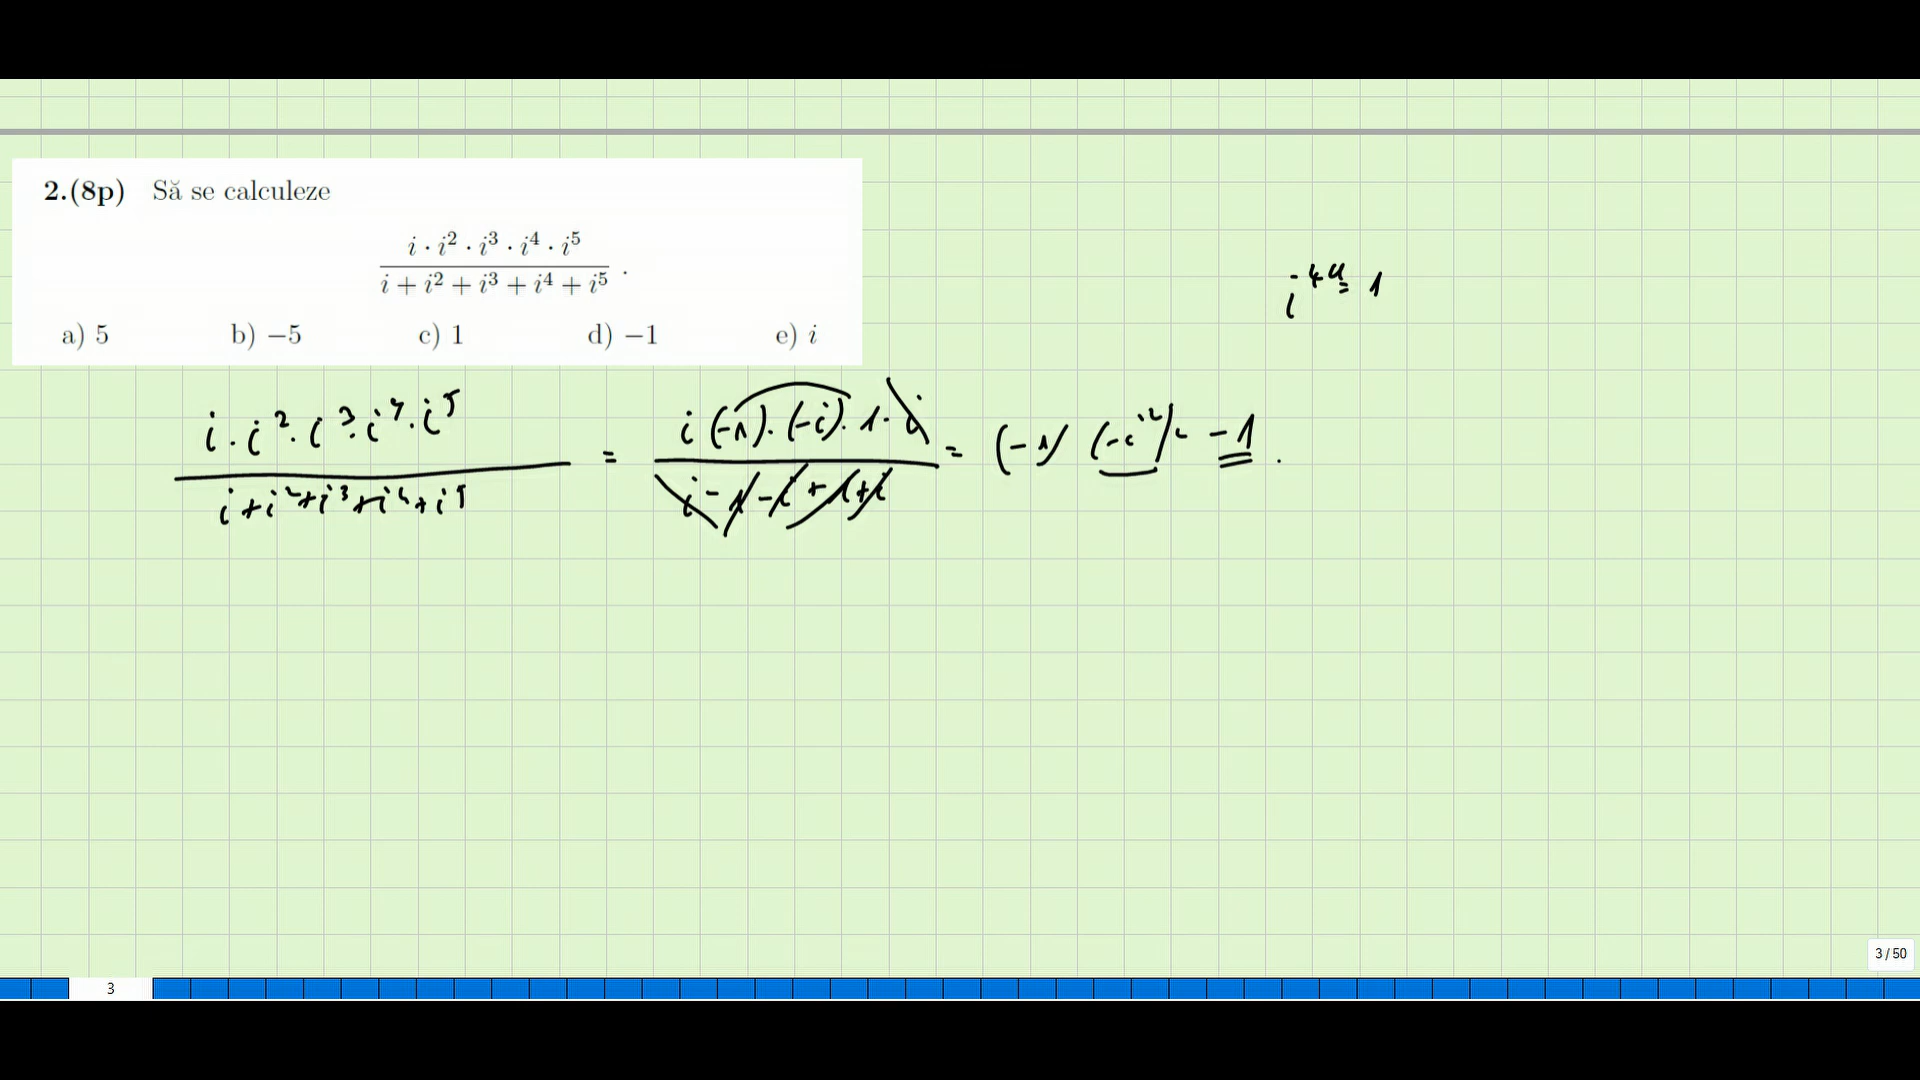 2.(8p) Să se calculeze
i · i² · i³ · i⁴ · i⁵
i + i² + i³ + i⁴ + i⁵ .
a) 5 b) −5 c) 1 d) −1 e) i
i · i² · i³ · i⁴ · i⁵ = i (-1) · (-i) · 1 · i = (-1) (-i²) = -1 .
i + i² + i³ + i⁴ + i⁵ i - 1 - i + 1 + i
= 1
3 / 50
3